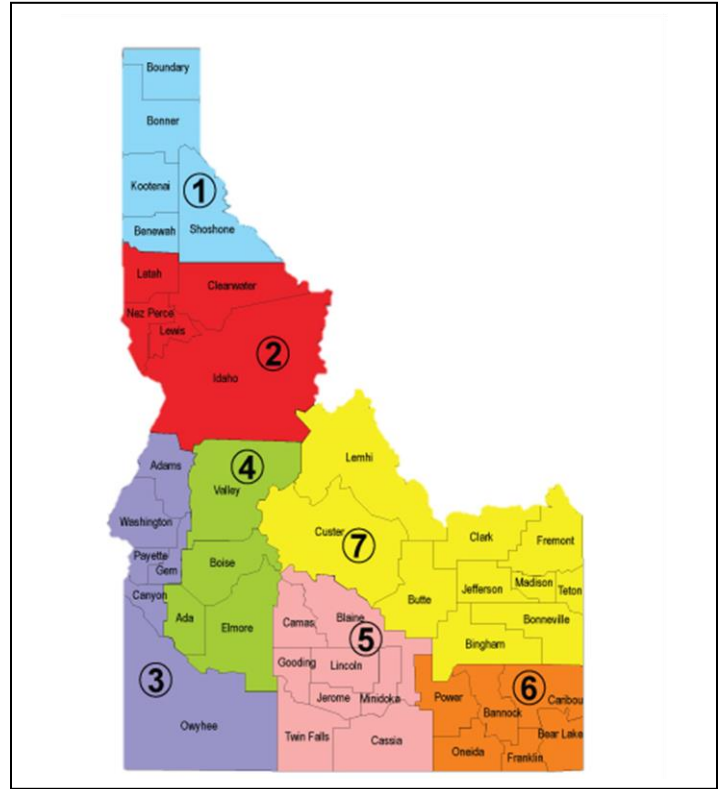 Boundary
Bonner
Kootenai
1
Benewah
Shoshone
Latah
Clearwater
Nez Perce
Lewis
2
Idaho
Adams
4
Valley
Lemhi
Washington
Custer
7
Clark
Fremont
Payette
Gem
Boise
Canyon
Butte
Jefferson
Madison
Teton
Ada
Elmore
Camas
Blaine
5
Bonneville
Bingham
Gooding
Lincoln
3
Jerome
Minidoka
Power
6
Caribou
Bannock
Owyhee
Twin Falls
Cassia
Bear Lake
Oneida
Franklin